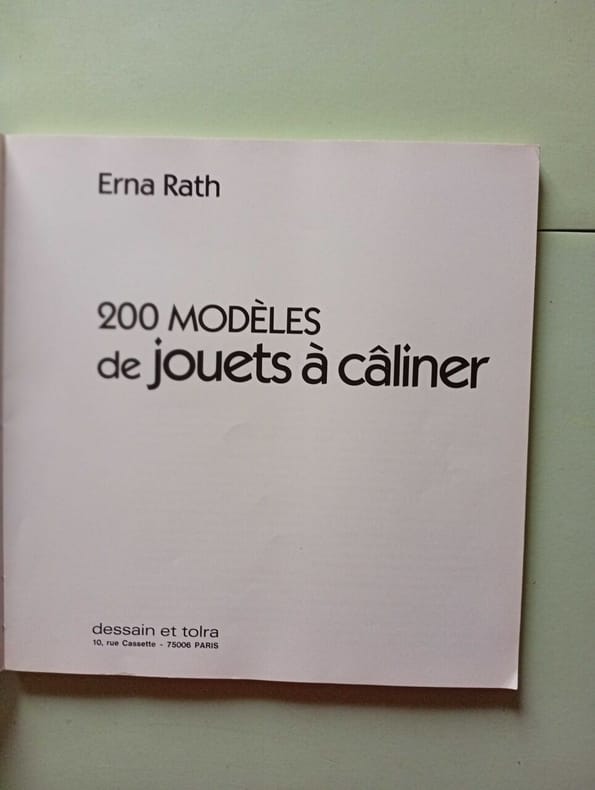 Erna Rath
200 MODÈLES
de jouets à câliner
dessain et tolra
10, rue Cassette - 75006 PARIS